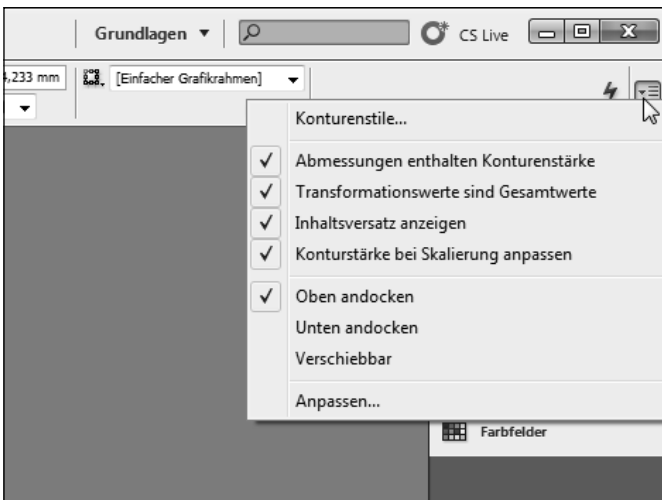 Grundlagen
CS Live
4,233 mm
[Einfacher Grafikrahmen]
Konturenstile...
Abmessungen enthalten Konturenstärke
Transformationswerte sind Gesamtwerte
Inhaltsversatz anzeigen
Konturstärke bei Skalierung anpassen
Oben andocken
Unten andocken
Verschiebbar
Anpassen...
Farbfelder